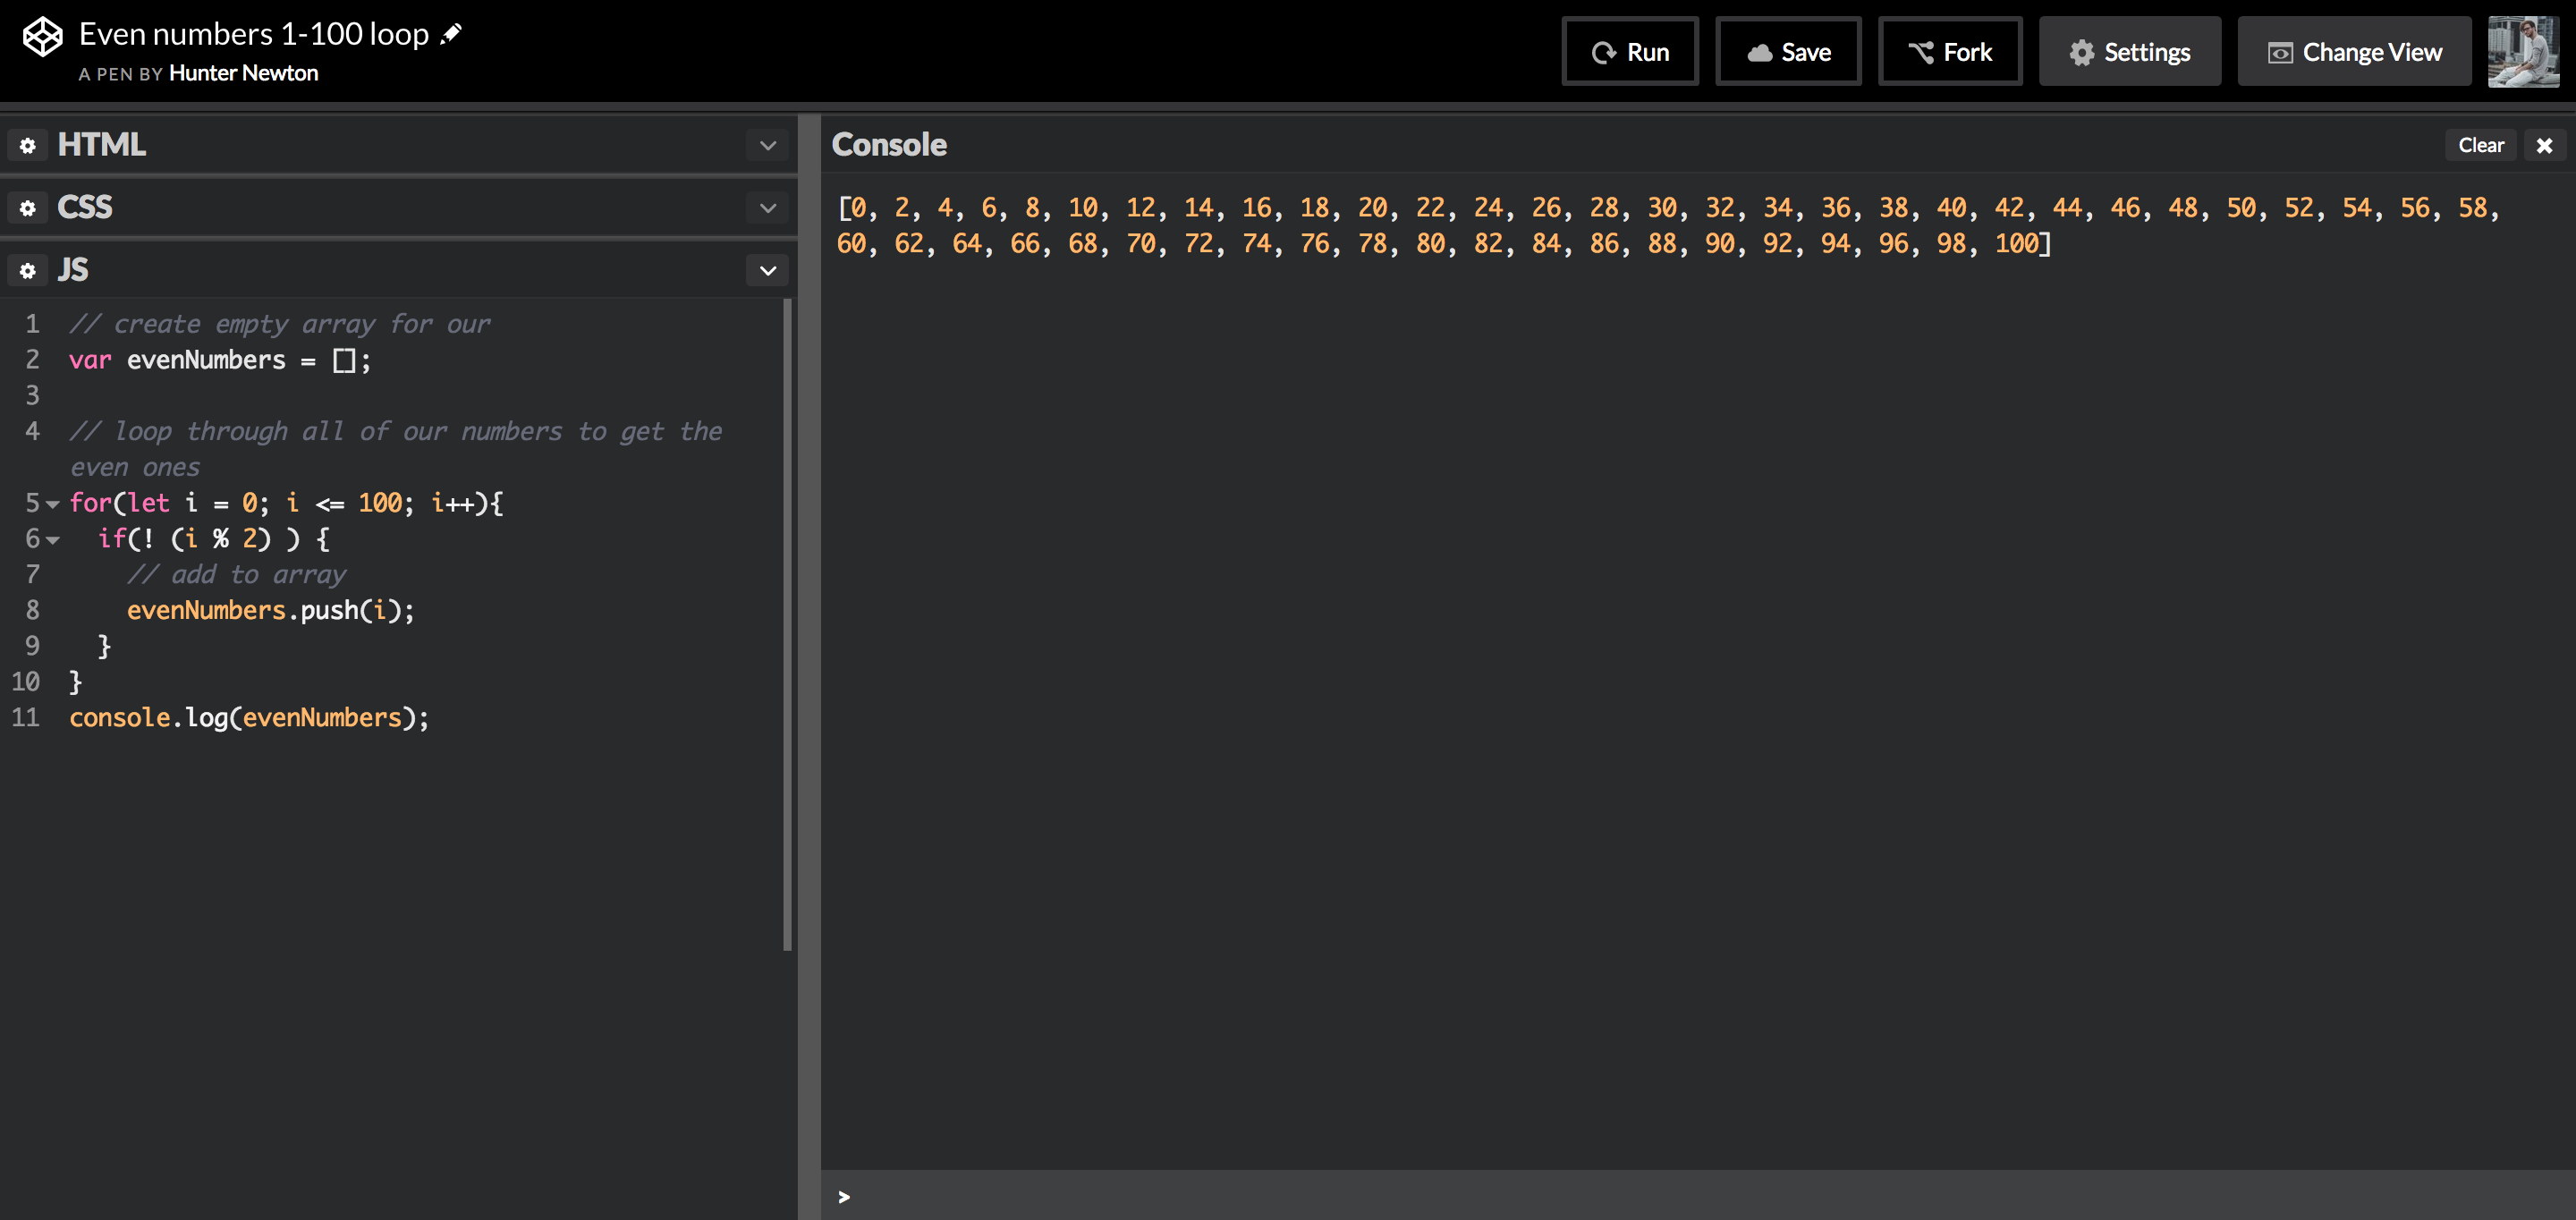 Even numbers 1-100 loop
A PEN BY Hunter Newton
Run
Save
Fork
Settings
Change View
HTML
CSS
JS
1 // create empty array for our
2 var evenNumbers = [];
3
4 // loop through all of our numbers to get the
even ones
5 for(let i = 0; i <= 100; i++){
6 if(! (i % 2) ) {
7 // add to array
8 evenNumbers.push(i);
9 }
10 }
11 console.log(evenNumbers);
Console
Clear
[0, 2, 4, 6, 8, 10, 12, 14, 16, 18, 20, 22, 24, 26, 28, 30, 32, 34, 36, 38, 40, 42, 44, 46, 48, 50, 52, 54, 56, 58,
60, 62, 64, 66, 68, 70, 72, 74, 76, 78, 80, 82, 84, 86, 88, 90, 92, 94, 96, 98, 100]
>